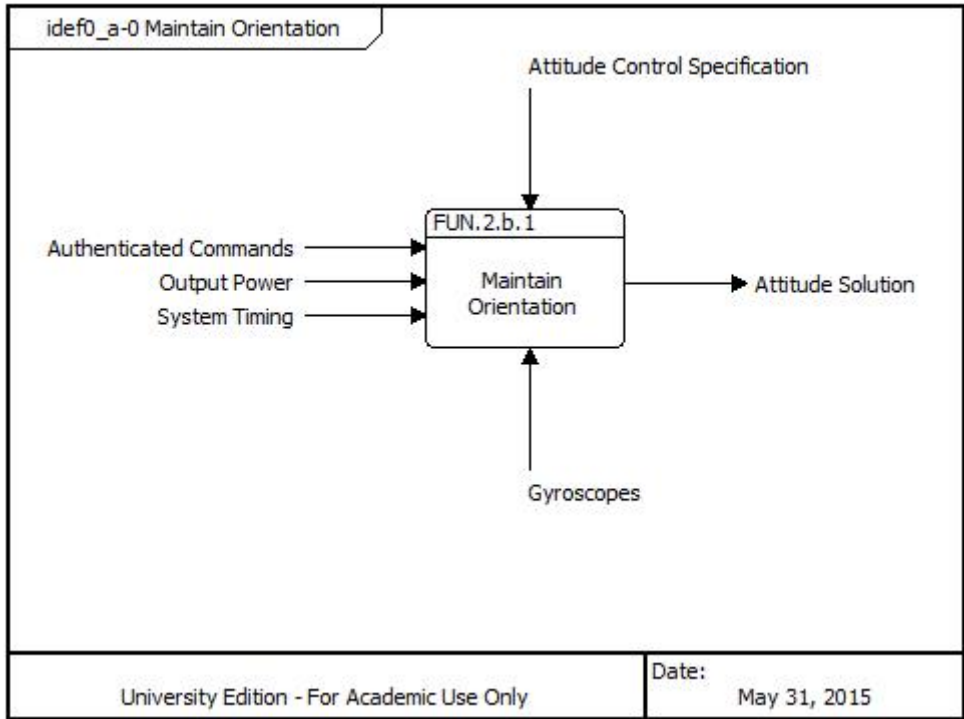 idef0_a-0 Maintain Orientation
Attitude Control Specification
FUN.2.b.1
Authenticated Commands
Output Power
System Timing
Maintain
Orientation
Attitude Solution
Gyroscopes
University Edition - For Academic Use Only
Date:
May 31, 2015